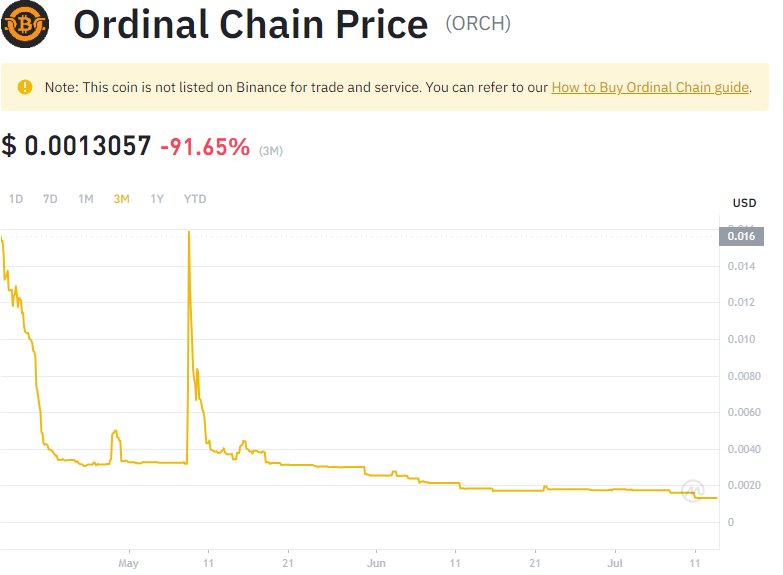 Ordinal Chain Price (ORCH)
Note: This coin is not listed on Binance for trade and service. You can refer to our How to Buy Ordinal Chain guide.
$ 0.0013057 -91.65% (3M)
1D 7D 1M 3M 1Y YTD
USD
0.016
0.014
0.012
0.010
0.0080
0.0060
0.0040
0.0020
0
May 11 21 Jun 11 21 Jul 11